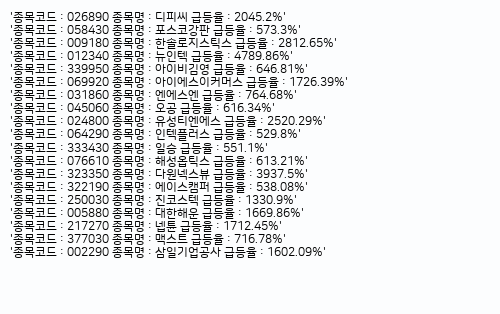 '종목코드 : 026890 종목명 : 디피씨 급등율 : 2045.2%'
'종목코드 : 058430 종목명 : 포스코강판 급등율 : 573.3%'
'종목코드 : 009180 종목명 : 한솔로지스틱스 급등율 : 2812.65%'
'종목코드 : 012340 종목명 : 뉴인텍 급등율 : 4789.86%'
'종목코드 : 339950 종목명 : 아이비김영 급등율 : 646.81%'
'종목코드 : 069920 종목명 : 아이에스이커머스 급등율 : 1726.39%'
'종목코드 : 031860 종목명 : 엔에스엔 급등율 : 764.68%'
'종목코드 : 045060 종목명 : 오공 급등율 : 616.34%'
'종목코드 : 024800 종목명 : 유성티엔에스 급등율 : 2520.29%'
'종목코드 : 064290 종목명 : 인텍플러스 급등율 : 529.8%'
'종목코드 : 333430 종목명 : 일승 급등율 : 551.1%'
'종목코드 : 076610 종목명 : 해성옵틱스 급등율 : 613.21%'
'종목코드 : 323350 종목명 : 다원넥스뷰 급등율 : 3937.5%'
'종목코드 : 322190 종목명 : 에이스캠퍼 급등율 : 538.08%'
'종목코드 : 250030 종목명 : 진코스텍 급등율 : 1330.9%'
'종목코드 : 005880 종목명 : 대한해운 급등율 : 1669.86%'
'종목코드 : 217270 종목명 : 넵튠 급등율 : 1712.45%'
'종목코드 : 377030 종목명 : 맥스트 급등율 : 716.78%'
'종목코드 : 002290 종목명 : 삼일기업공사 급등율 : 1602.09%'